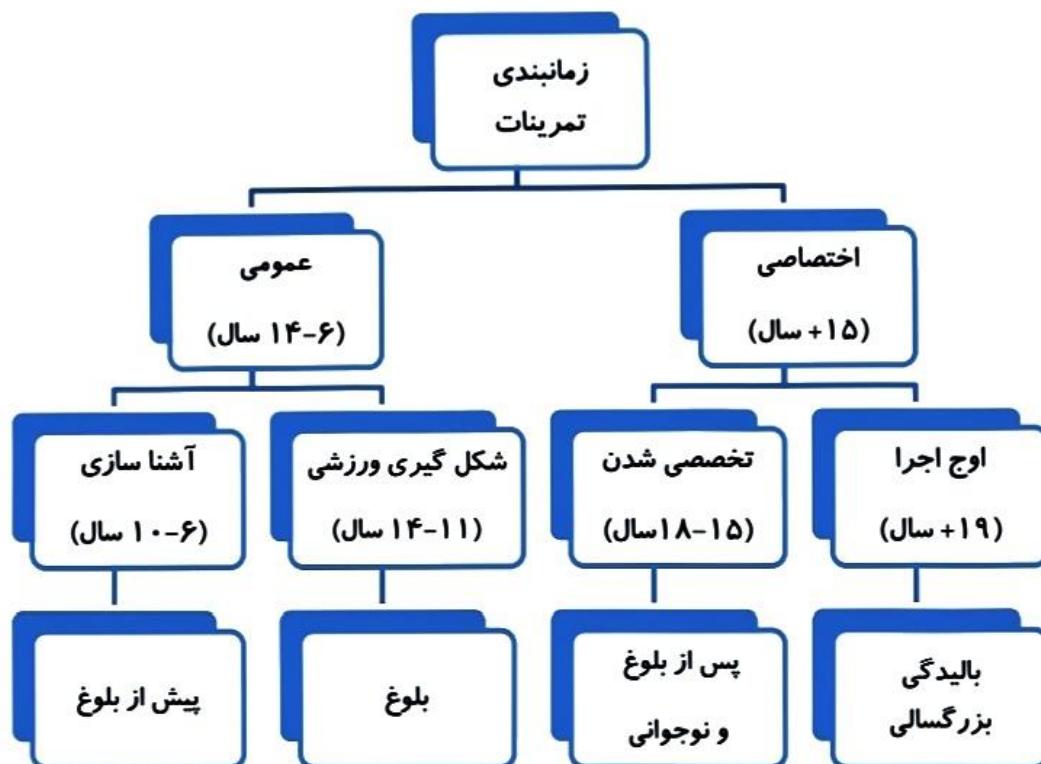 زمانبندی
تمرینات
اختصاصی
(۱۵+ سال)
عمومی
(۶-۱۴ سال)
اوج اجرا
(۱۹+ سال)
تخصصی شدن
(۱۵-۱۸سال)
شکل گیری ورزشی
(۱۱-۱۴ سال)
آشنا سازی
(۶-۱۰ سال)
بالیدگی
بزرگسالی
پس از بلوغ
و نوجوانی
بلوغ
پیش از بلوغ